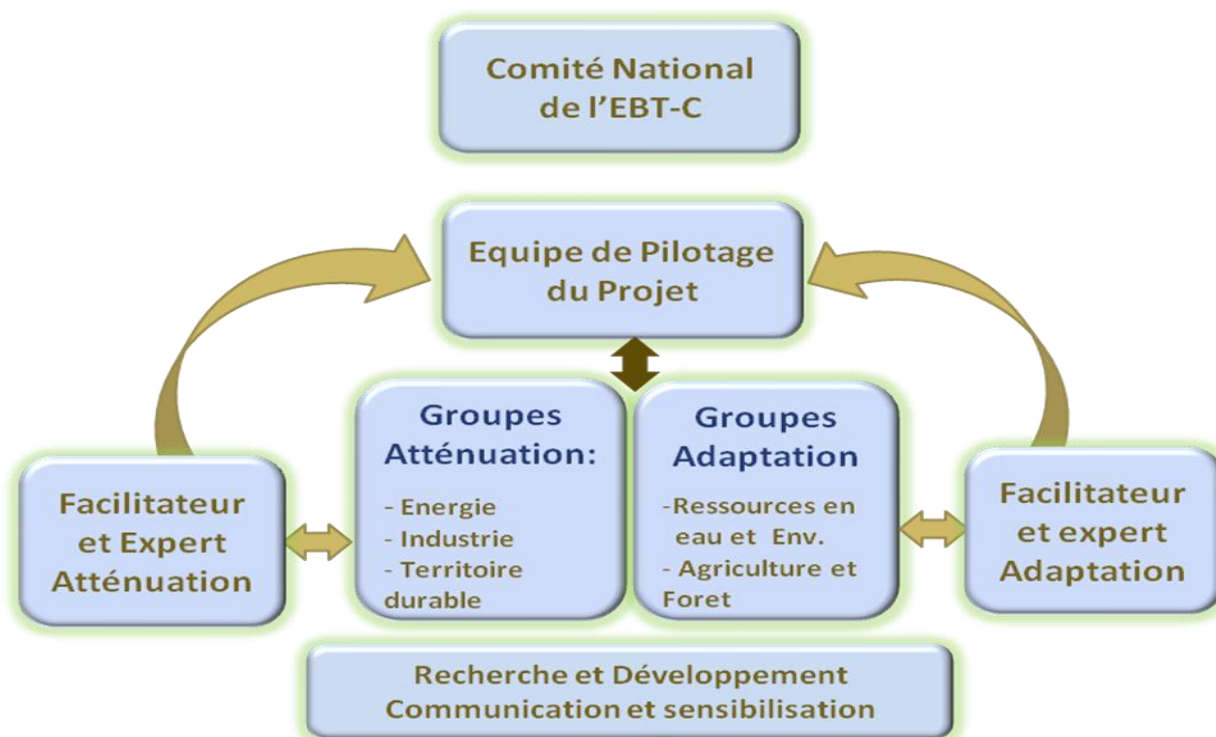 Comité National
de l'EBT-C
Equipe de Pilotage
du Projet
Groupes
Atténuation:
- Energie
- Industrie
- Territoire
durable
Groupes
Adaptation
-Ressources en
eau et Env.
- Agriculture et
Foret
Facilitateur
et Expert
Atténuation
Facilitateur
et expert
Adaptation
Recherche et Développement
Communication et sensibilisation